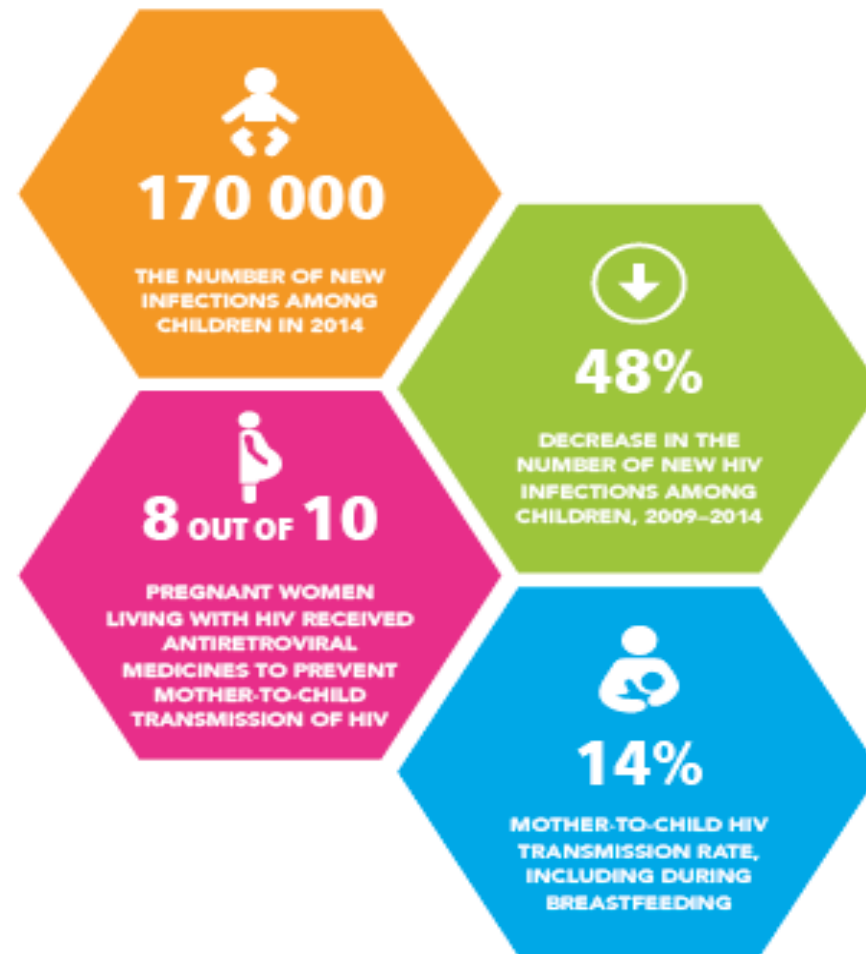 170 000
THE NUMBER OF NEW
INFECTIONS AMONG
CHILDREN IN 2014
48%
DECREASE IN THE
NUMBER OF NEW HIV
INFECTIONS AMONG
CHILDREN, 2009–2014
8 OUT OF 10
PREGNANT WOMEN
LIVING WITH HIV RECEIVED
ANTIRETROVIRAL
MEDICINES TO PREVENT
MOTHER-TO-CHILD
TRANSMISSION OF HIV
14%
MOTHER-TO-CHILD HIV
TRANSMISSION RATE,
INCLUDING DURING
BREASTFEEDING